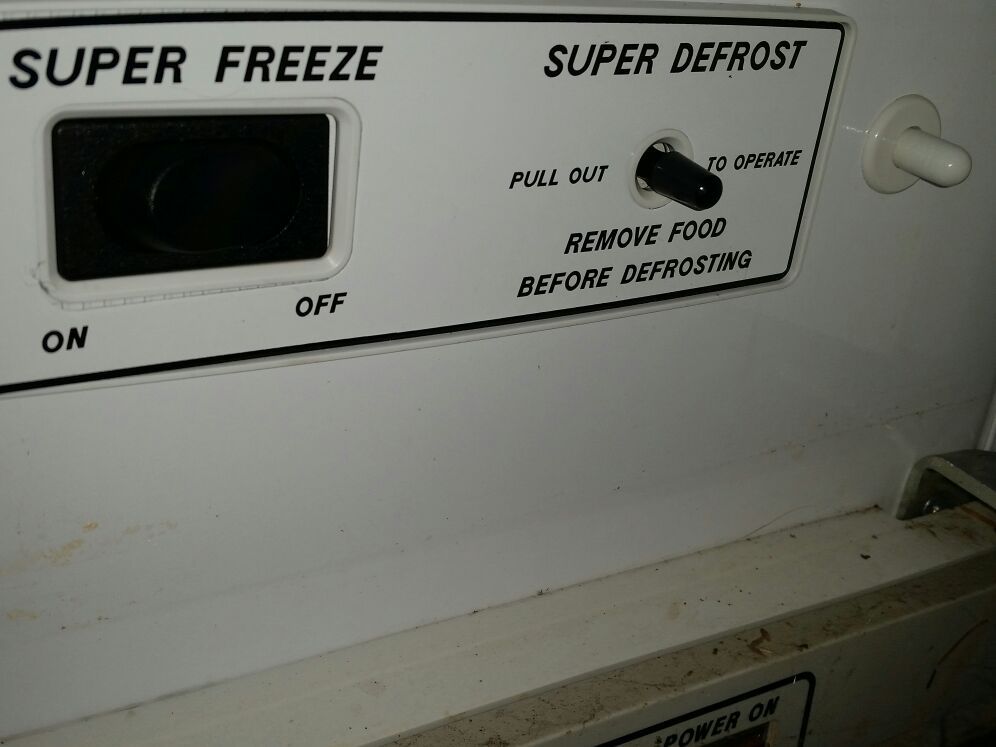 SUPER FREEZE
ON
OFF
SUPER DEFROST
PULL OUT
TO OPERATE
REMOVE FOOD
BEFORE DEFROSTING
POWER ON